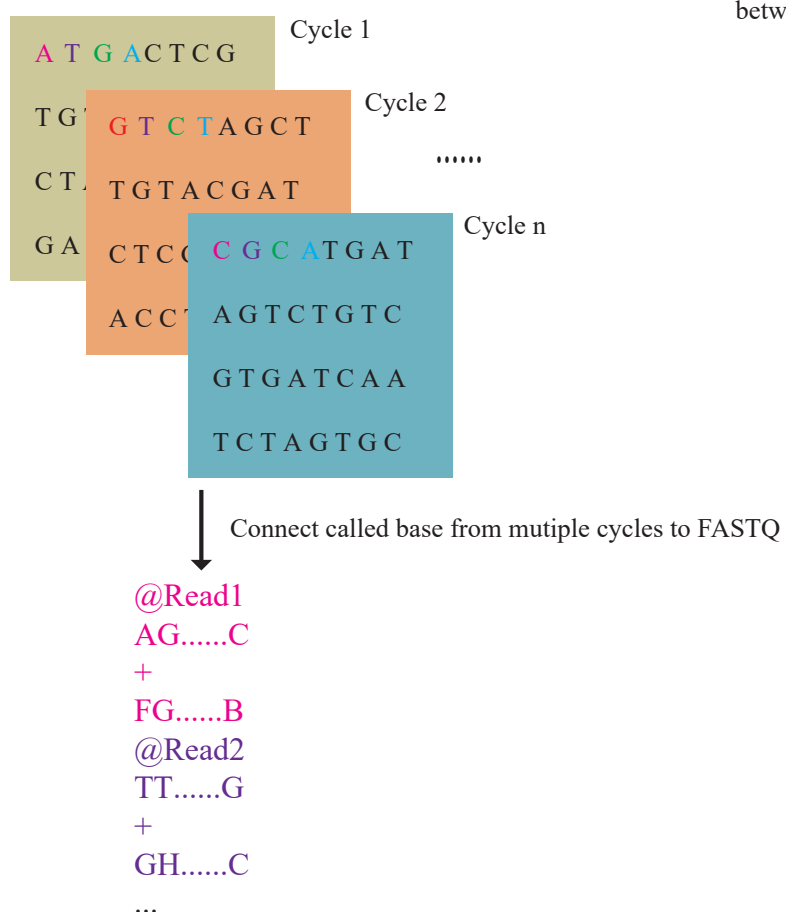 betw
Cycle 1
A T G A C T C G
T G T
C T A
G A
Cycle 2
G T C T A G C T
T G T A C G A T
C T C C
A C C T
......
Cycle n
C G C A T G A T
A G T C T G T C
G T G A T C A A
T C T A G T G C
Connect called base from mutiple cycles to FASTQ
@Read1
AG......C
+
FG......B
@Read2
TT......G
+
GH......C
...